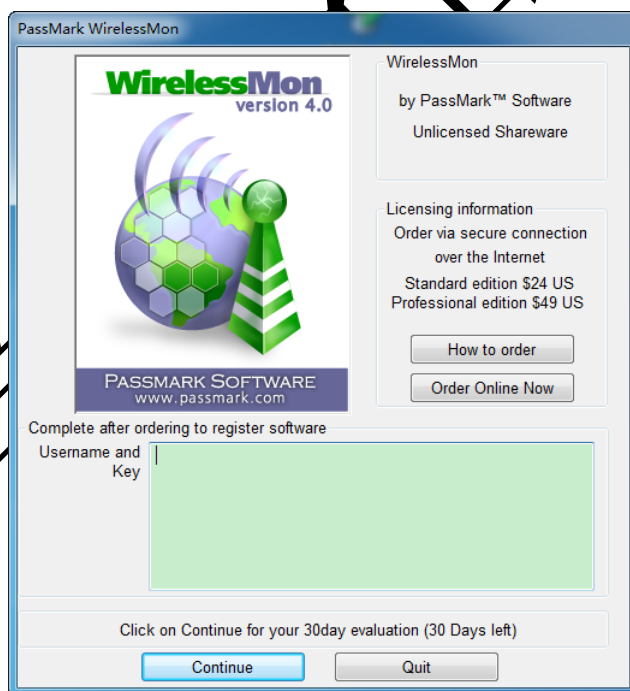 PassMark WirelessMon
WirelessMon
version 4.0
PASSMARK SOFTWARE
www.passmark.com
WirelessMon
by PassMark™ Software
Unlicensed Shareware
Licensing information
Order via secure connection
over the Internet
Standard edition $24 US
Professional edition $49 US
How to order
Order Online Now
Complete after ordering to register software
Username and
Key
Click on Continue for your 30day evaluation (30 Days left)
Continue
Quit